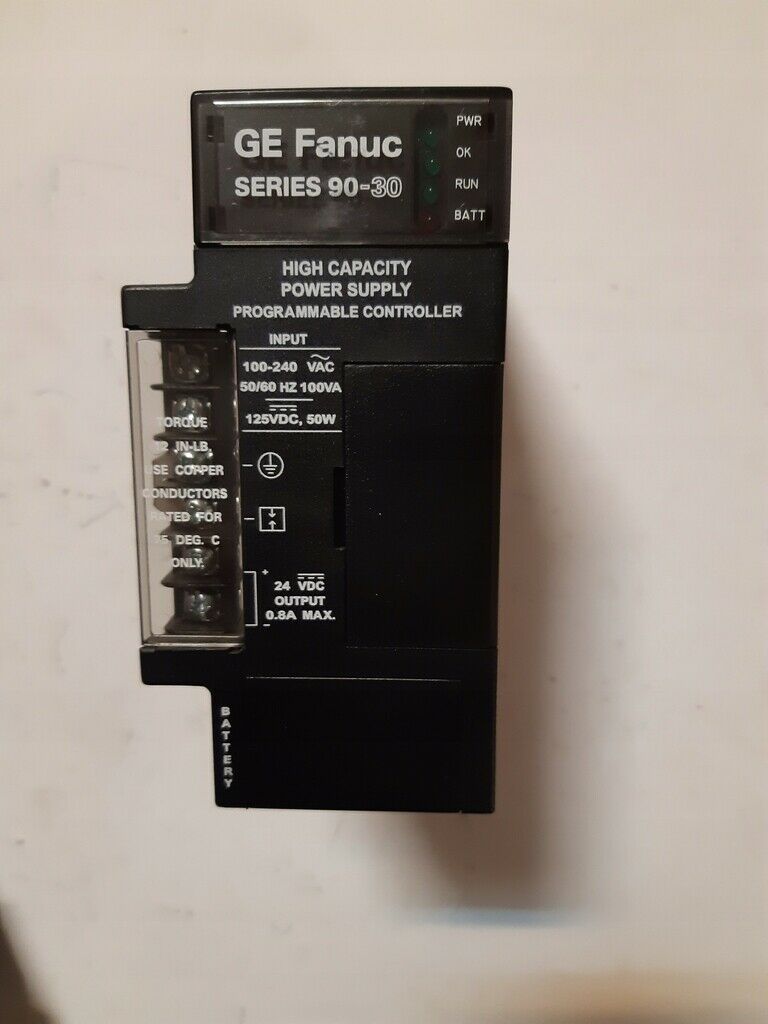 GE Fanuc
SERIES 90-30
PWR
OK
RUN
BATT
HIGH CAPACITY
POWER SUPPLY
PROGRAMMABLE CONTROLLER
INPUT
100-240 VAC
50/60 HZ 100VA
125VDC, 50W
TORQUE
IN-LB.
USE COPPER
CONDUCTORS
RATED FOR
DEG. C
ONLY.
+
24 VDC
OUTPUT
0.8A MAX.
-
BATTERY